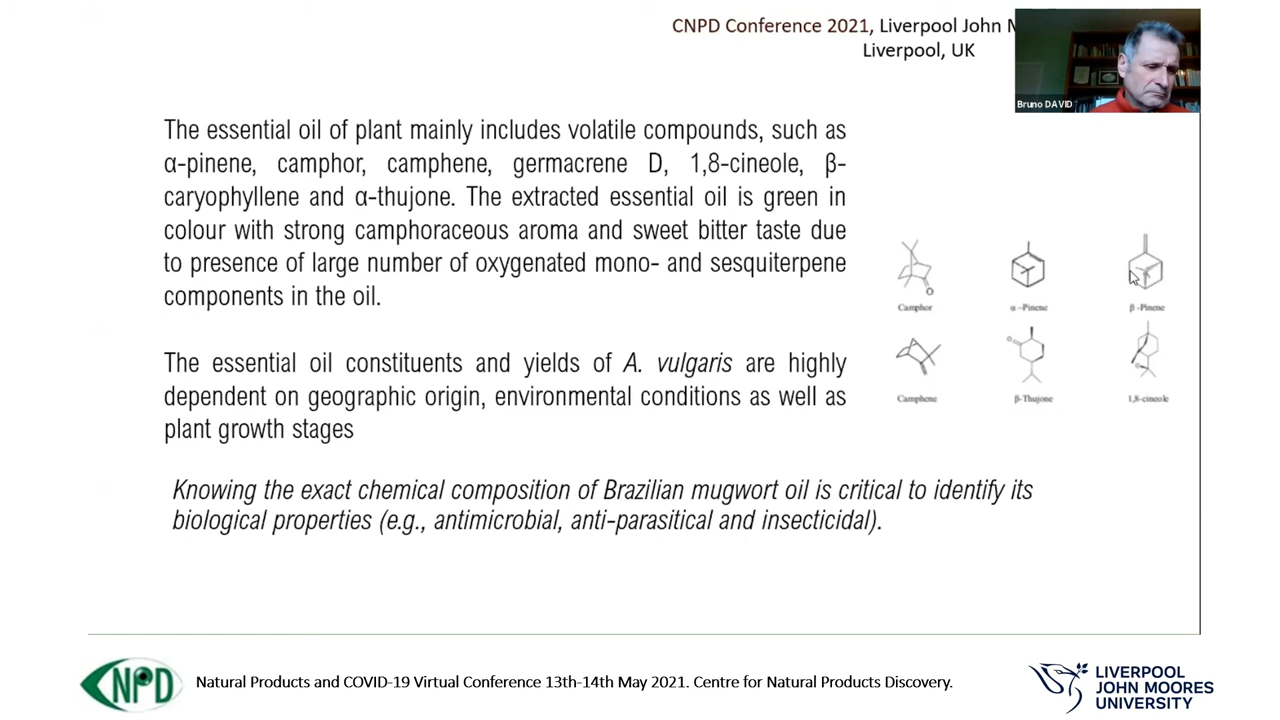 CNPD Conference 2021, Liverpool John
Liverpool, UK
Bruno DAVID
The essential oil of plant mainly includes volatile compounds, such as
α-pinene, camphor, camphene, germacrene D, 1,8-cineole, β-
caryophyllene and α-thujone. The extracted essential oil is green in
colour with strong camphoraceous aroma and sweet bitter taste due
to presence of large number of oxygenated mono- and sesquiterpene
components in the oil.
The essential oil constituents and yields of A. vulgaris are highly
dependent on geographic origin, environmental conditions as well as
plant growth stages
O
Camphor
α-Pinene
β-Pinene
O
O
Camphene
β-Thujone
1,8-cineole
Knowing the exact chemical composition of Brazilian mugwort oil is critical to identify its
biological properties (e.g., antimicrobial, anti-parasitical and insecticidal).
CNPD
Natural Products and COVID-19 Virtual Conference 13th-14th May 2021. Centre for Natural Products Discovery.
LIVERPOOL
JOHN MOORES
UNIVERSITY